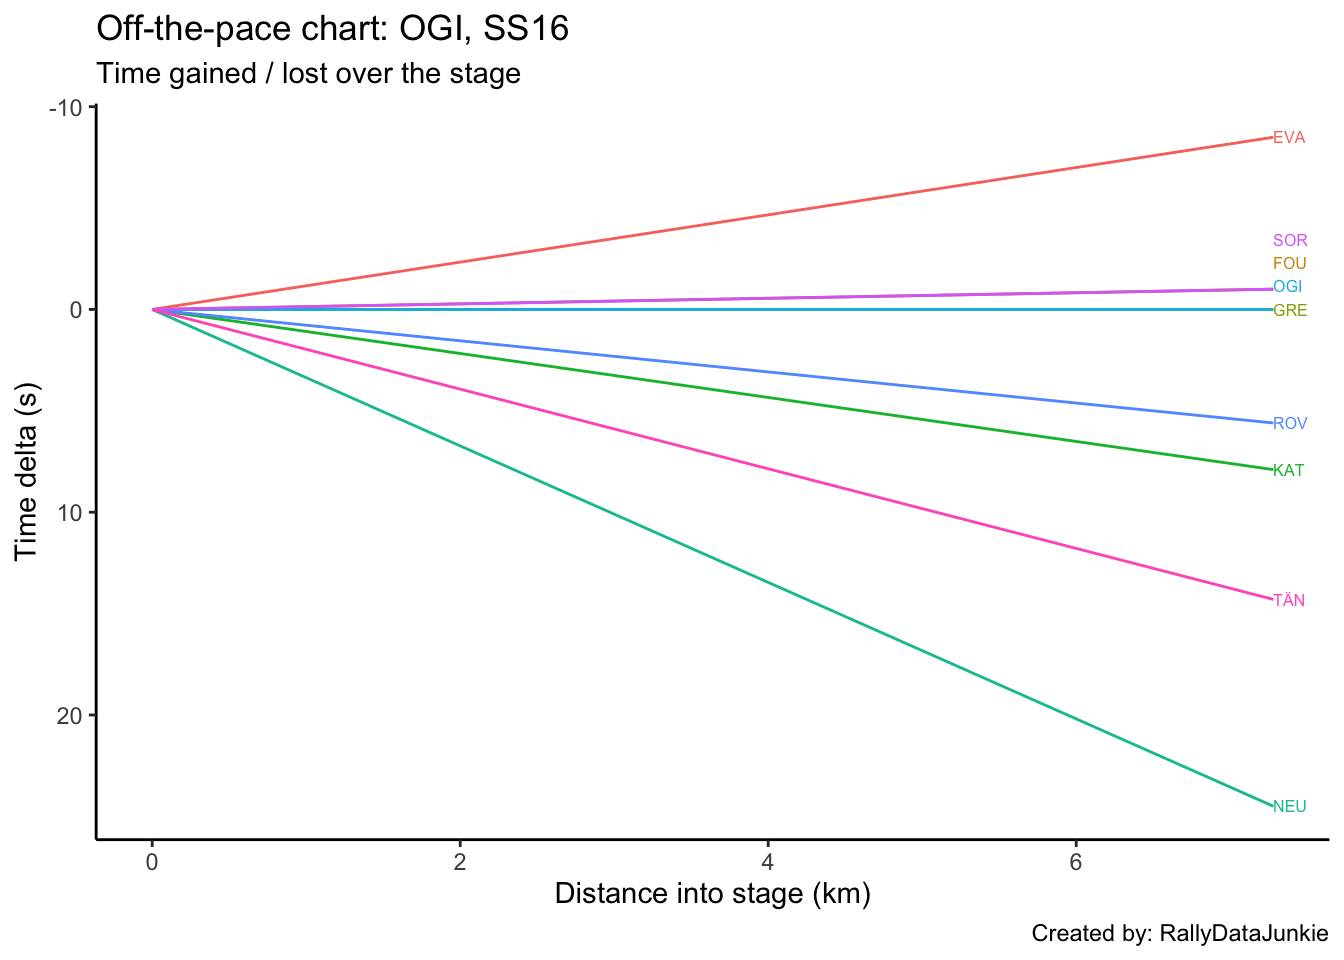 Off-the-pace chart: OGI, SS16
Time gained / lost over the stage
-10
0
10
20
Time delta (s)
EVA
SOR
FOU
OGI
GRE
ROV
KAT
TÄN
NEU
0 2 4 6
Distance into stage (km)
Created by: RallyDataJunkie